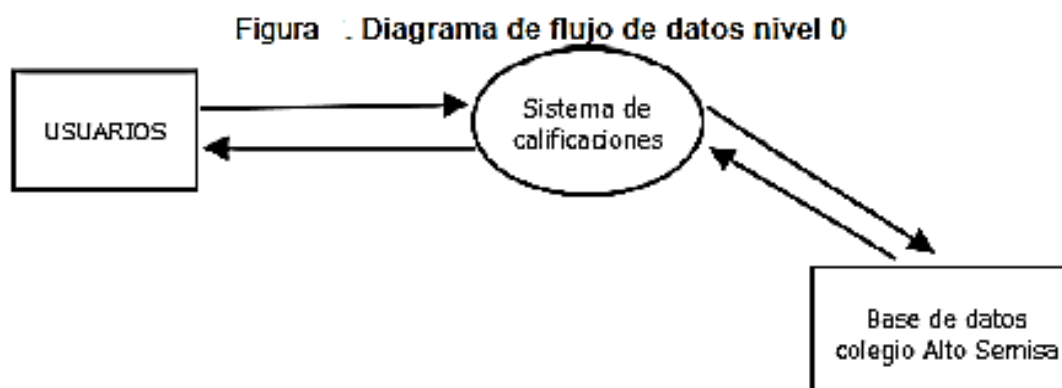 Figura : Diagrama de flujo de datos nivel 0
USUARIOS
Sistema de
calificaciones
Base de datos
colegio Alto Semisa